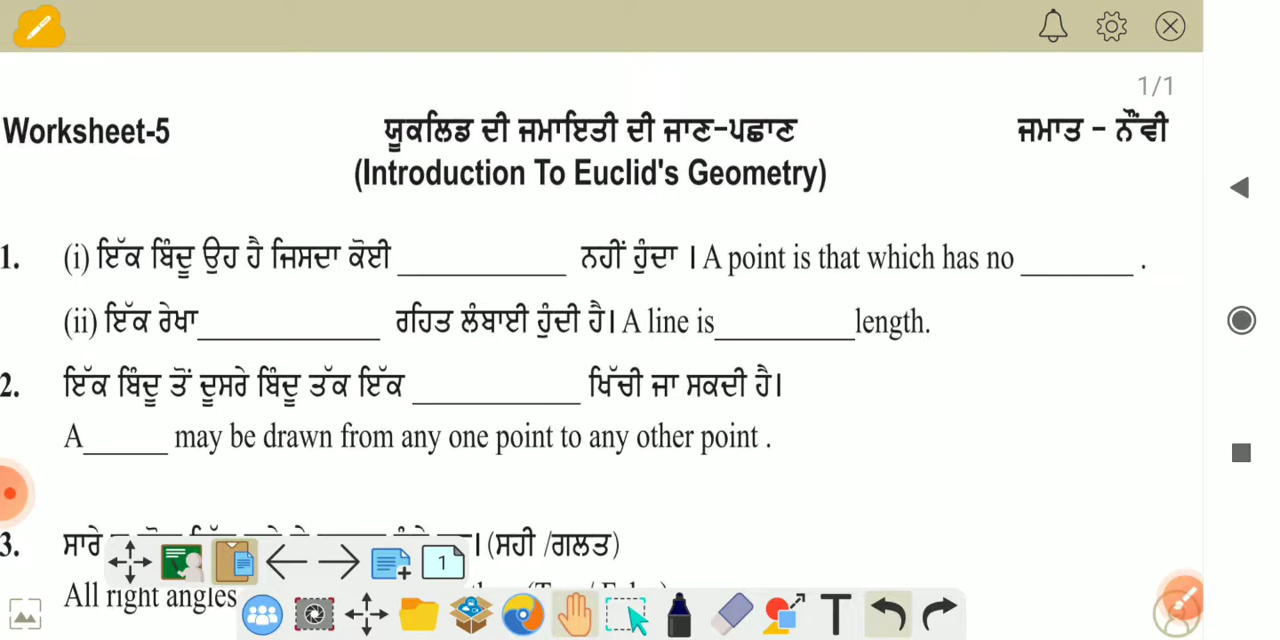 1/1
Worksheet-5 ਯੂਕਲਿਡ ਦੀ ਜਮਾਇਤੀ ਦੀ ਜਾਣ-ਪਛਾਣ ਜਮਾਤ - ਨੌਂਵੀ
(Introduction To Euclid's Geometry)
1. (i) ਇੱਕ ਬਿੰਦੂ ਉਹ ਹੈ ਜਿਸਦਾ ਕੋਈ ____________ ਨਹੀਂ ਹੁੰਦਾ । A point is that which has no ________ .
(ii) ਇੱਕ ਰੇਖਾ _____________ ਰਹਿਤ ਲੰਬਾਈ ਹੁੰਦੀ ਹੈ। A line is__________length.
2. ਇੱਕ ਬਿੰਦੂ ਤੋਂ ਦੂਸਰੇ ਬਿੰਦੂ ਤੱਕ ਇੱਕ ____________ ਖਿੱਚੀ ਜਾ ਸਕਦੀ ਹੈ।
A______ may be drawn from any one point to any other point .
3. ਸਾਰੇ (ਸਹੀ /ਗਲਤ)
All right angles
1
T